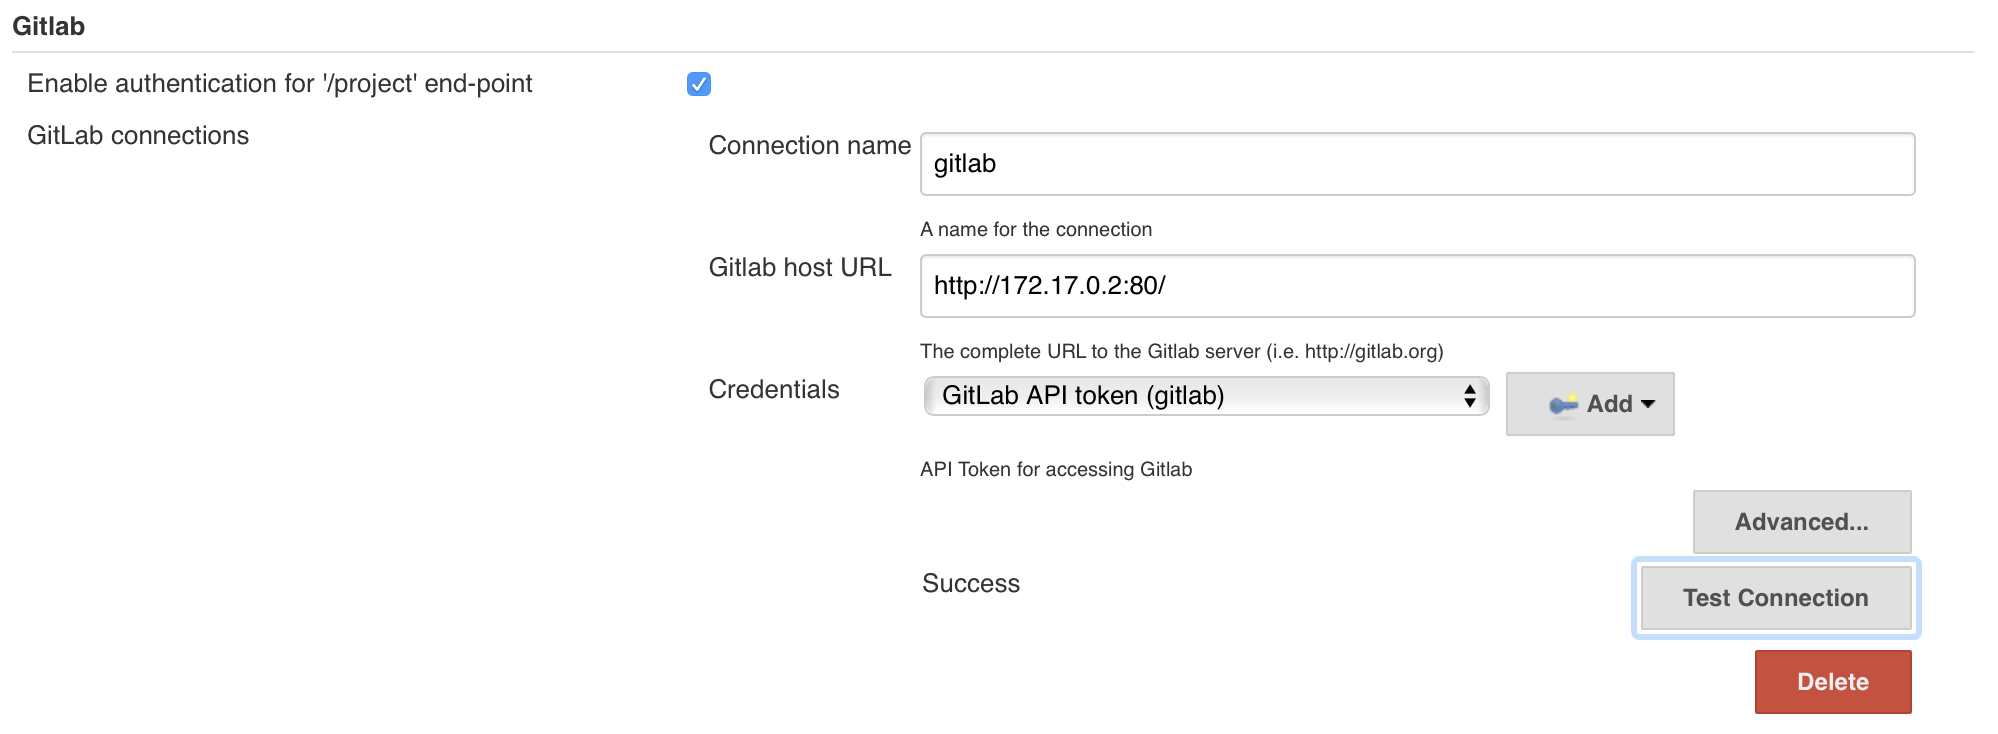 Gitlab
Enable authentication for '/project' end-point
GitLab connections
Connection name
gitlab
A name for the connection
Gitlab host URL
http://172.17.0.2:80/
The complete URL to the Gitlab server (i.e. http://gitlab.org)
Credentials
GitLab API token (gitlab)
Add
API Token for accessing Gitlab
Advanced...
Success
Test Connection
Delete